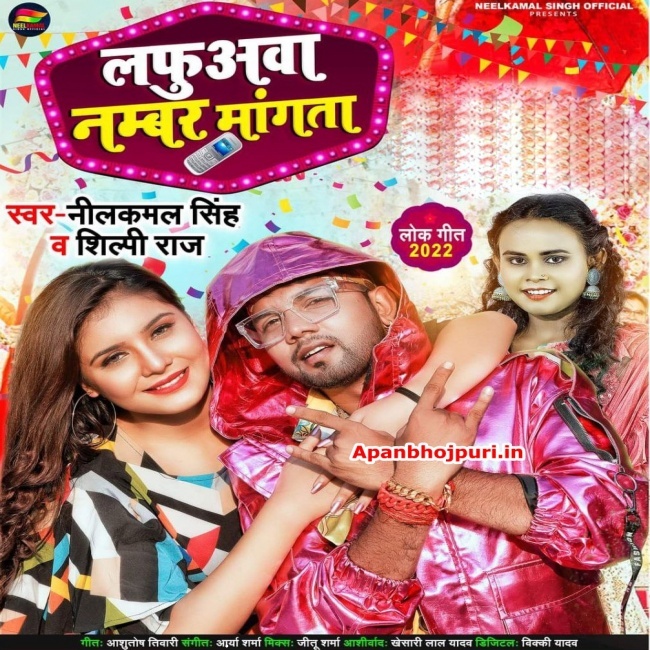 NEELKAMAL SINGH OFFICIAL
PRESENTS
NEELKAMAL
लफुअवा
नम्बर मांगता
स्वर-नीलकमल सिंह
व शिल्पी राज
लोक गीत
2022
Apanbhojpuri.in
गीत: आशुतोष तिवारी संगीत: आर्या शर्मा मिक्स: जीतू शर्मा आशीर्वाद: खेसारी लाल यादव डिजिटल: विक्की यादव